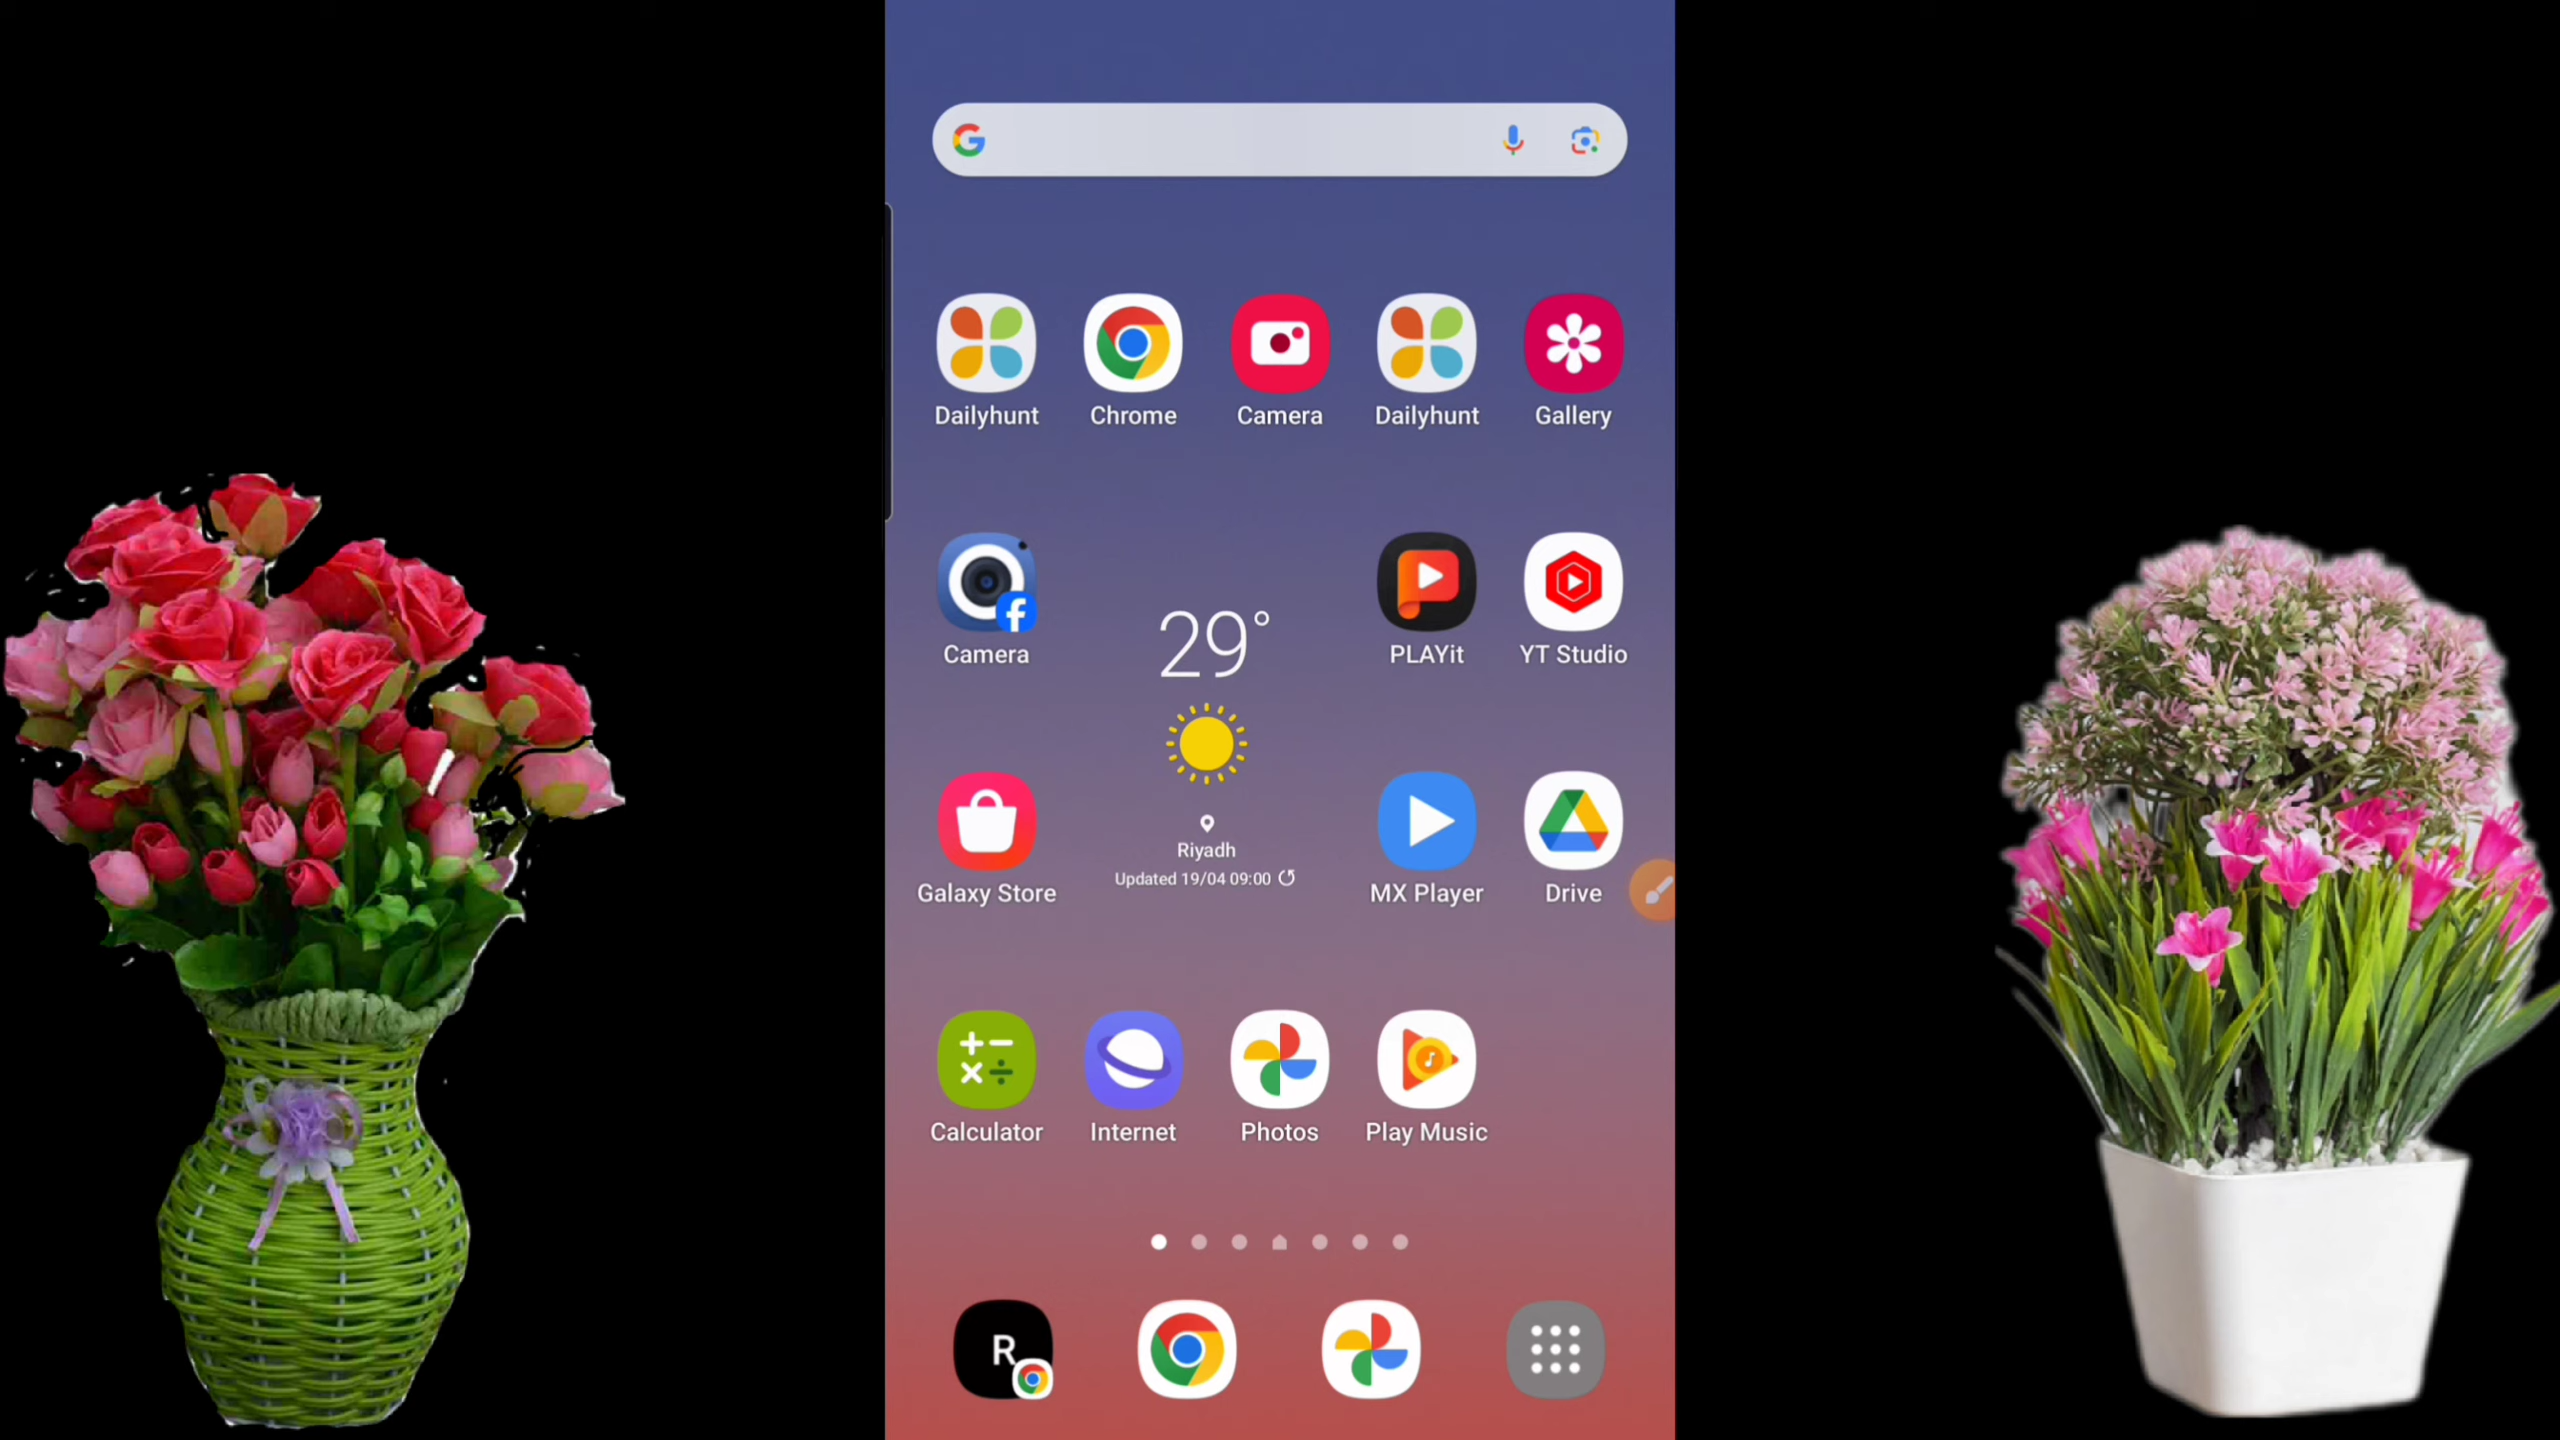 Dailyhunt
Chrome
Camera
Dailyhunt
Gallery
Camera
29°
PLAYit
YT Studio
Galaxy Store
Riyadh
Updated 19/04 09:00
MX Player
Drive
Calculator
Internet
Photos
Play Music
R